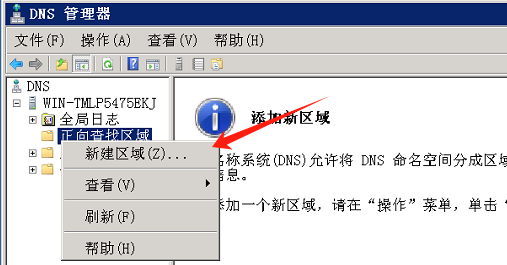 DNS 管理器
文件(F) 操作(A) 查看(V) 帮助(H)
DNS
WIN-TMLP5475EKJ
全局日志
正向查找区域
新建区域(Z)...
查看(V)
刷新(F)
帮助(H)
添加新区域
名称系统(DNS)允许将 DNS 命名空间分成区域
信息。
添加一个新区域，请在“操作”菜单，单击“